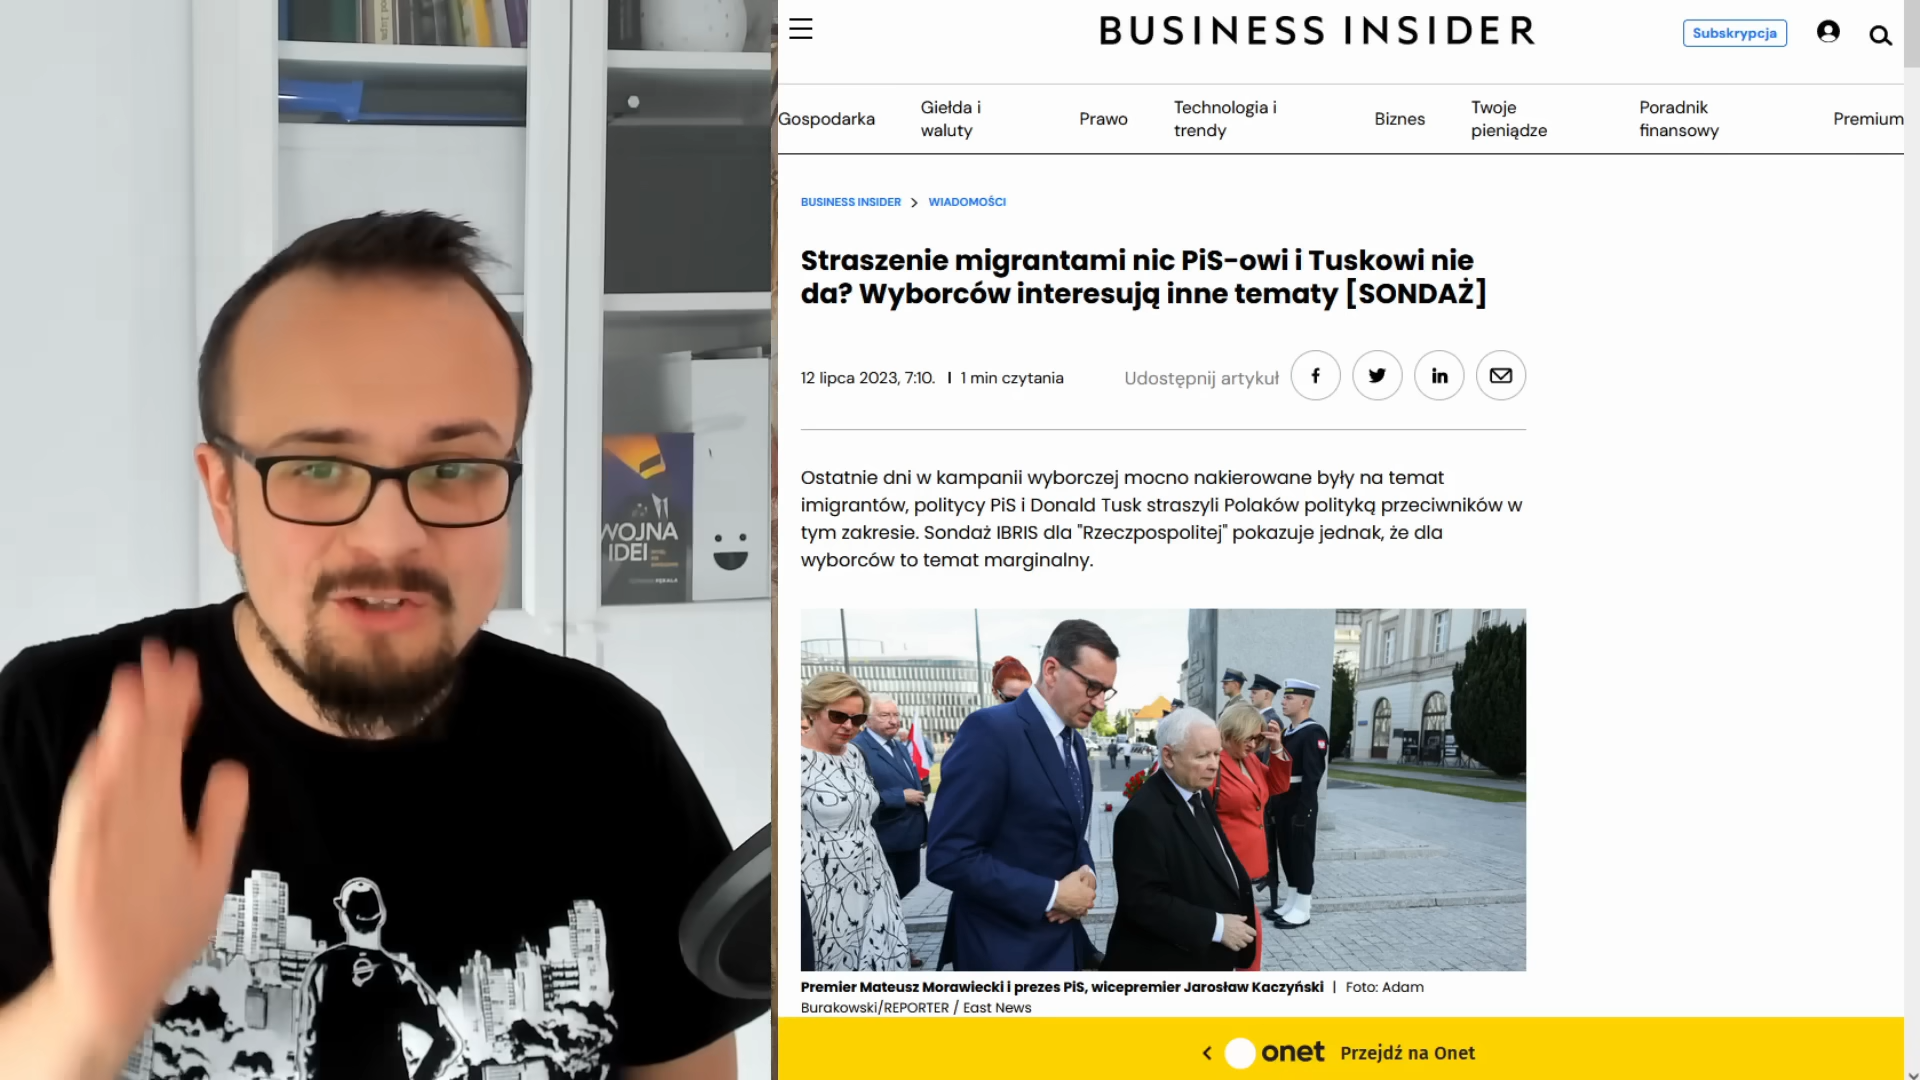 WOJNA
IDEI
BUSINESS INSIDER
Subskrypcja
Gospodarka
Giełda i
waluty
Prawo
Technologia i
trendy
Biznes
Twoje
pieniądze
Poradnik
finansowy
Premium
BUSINESS INSIDER > WIADOMOŚCI
Straszenie migrantami nic PiS-owi i Tuskowi nie
da? Wyborców interesują inne tematy [SONDAŻ]
12 lipca 2023, 7:10. | 1 min czytania
Udostępnij artykuł
Ostatnie dni w kampanii wyborczej mocno nakierowane były na temat
imigrantów, politycy PiS i Donald Tusk straszyli Polaków polityką przeciwników w
tym zakresie. Sondaż IBRIS dla "Rzeczpospolitej" pokazuje jednak, że dla
wyborców to temat marginalny.
Premier Mateusz Morawiecki i prezes PiS, wicepremier Jarosław Kaczyński | Foto: Adam
Burakowski/REPORTER / East News
onet Przejdź na Onet